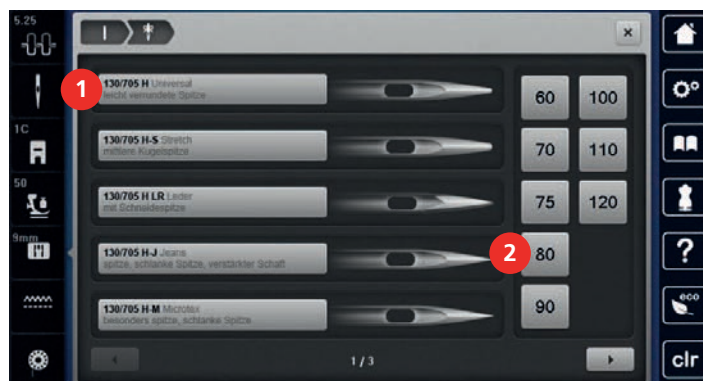 5.25
1
130/705 H Universal
leicht verrundete Spitze
60
100
1C
130/705 H-S Stretch
mittlere Kugelspitze
70
110
50
130/705 H LR Leder
mit Schneidespitze
75
120
9mm
130/705 H-J Jeans
spitze, schlanke Spitze, verstärkter Schaft
2
80
?
130/705 H-M Microtex
besonders spitze, schlanke Spitze
90
eco
1 / 3
clr